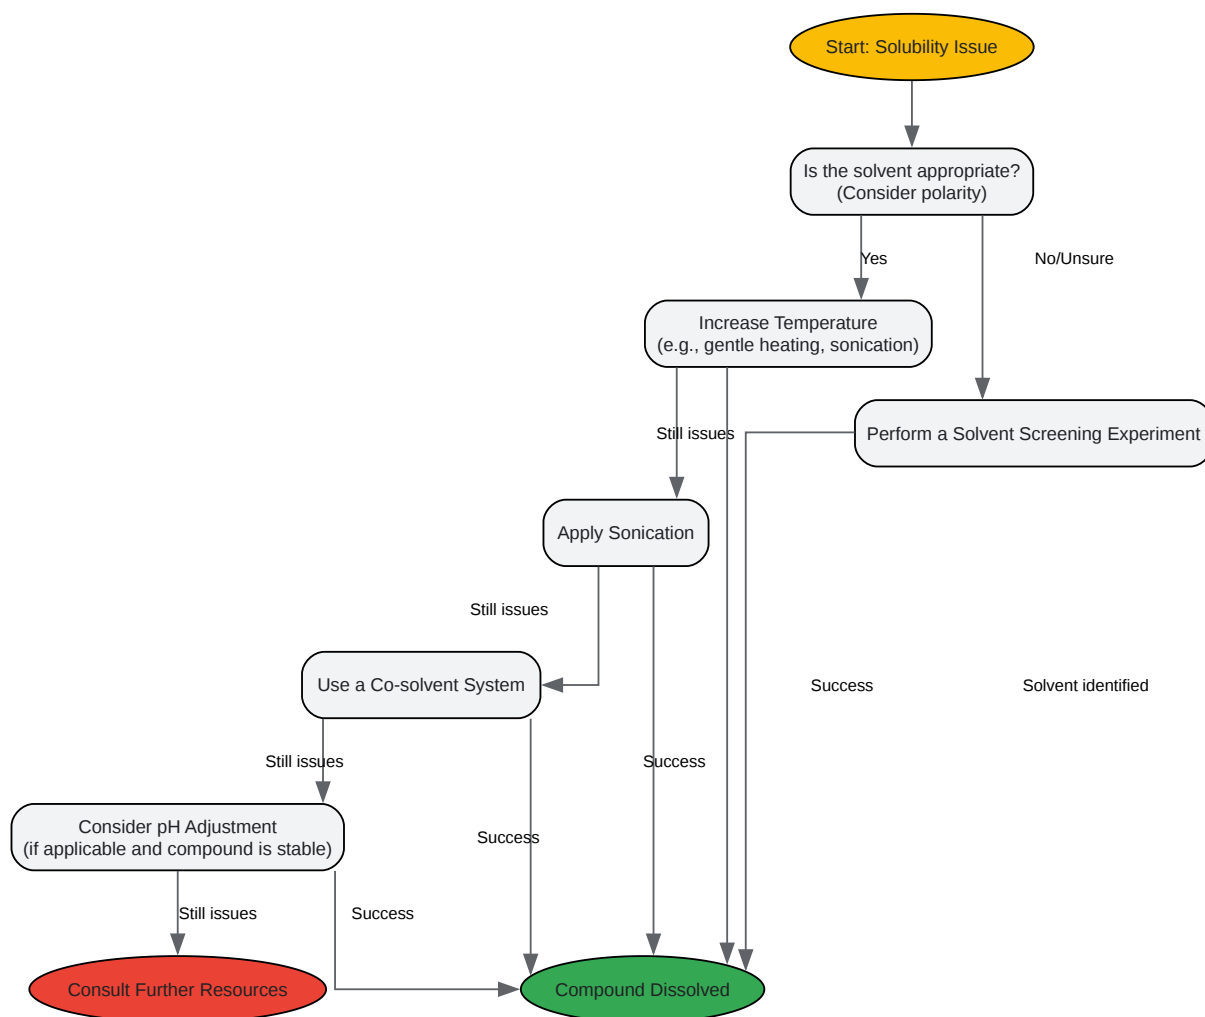 Start: Solubility Issue
Is the solvent appropriate?
(Consider polarity)
Yes
No/Unsure
Increase Temperature
(e.g., gentle heating, sonication)
Still issues
Perform a Solvent Screening Experiment
Apply Sonication
Still issues
Use a Co-solvent System
Success
Solvent identified
Still issues
Success
Consider pH Adjustment
(if applicable and compound is stable)
Success
Still issues
Success
Consult Further Resources
Compound Dissolved